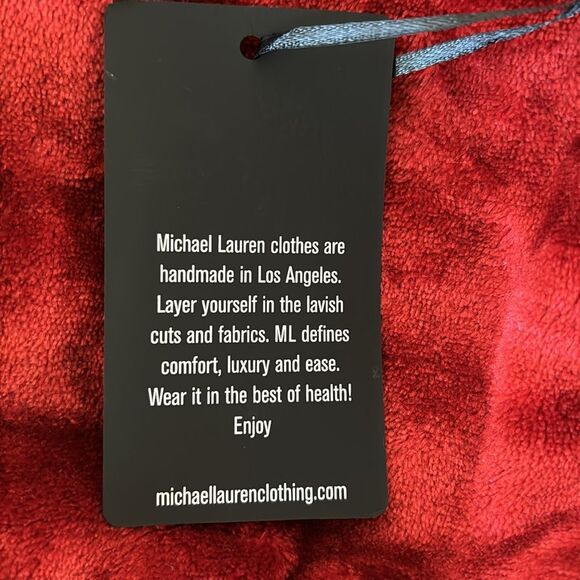 Michael Lauren clothes are
handmade in Los Angeles.
Layer yourself in the lavish
cuts and fabrics. ML defines
comfort, luxury and ease.
Wear it in the best of health!
Enjoy
michaellaurenclothing.com